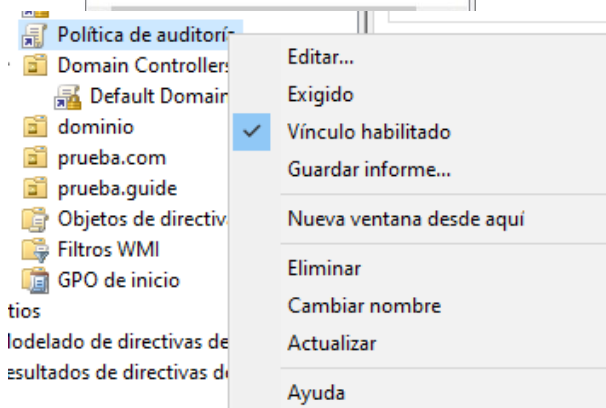 Política de auditoría
Domain Controllers
Default Domain
dominio
prueba.com
prueba.guide
Objetos de directiv
Filtros WMI
GPO de inicio
tios
lodelado de directivas de
esultados de directivas de
Editar...
Exigido
Vínculo habilitado
Guardar informe...
Nueva ventana desde aquí
Eliminar
Cambiar nombre
Actualizar
Ayuda